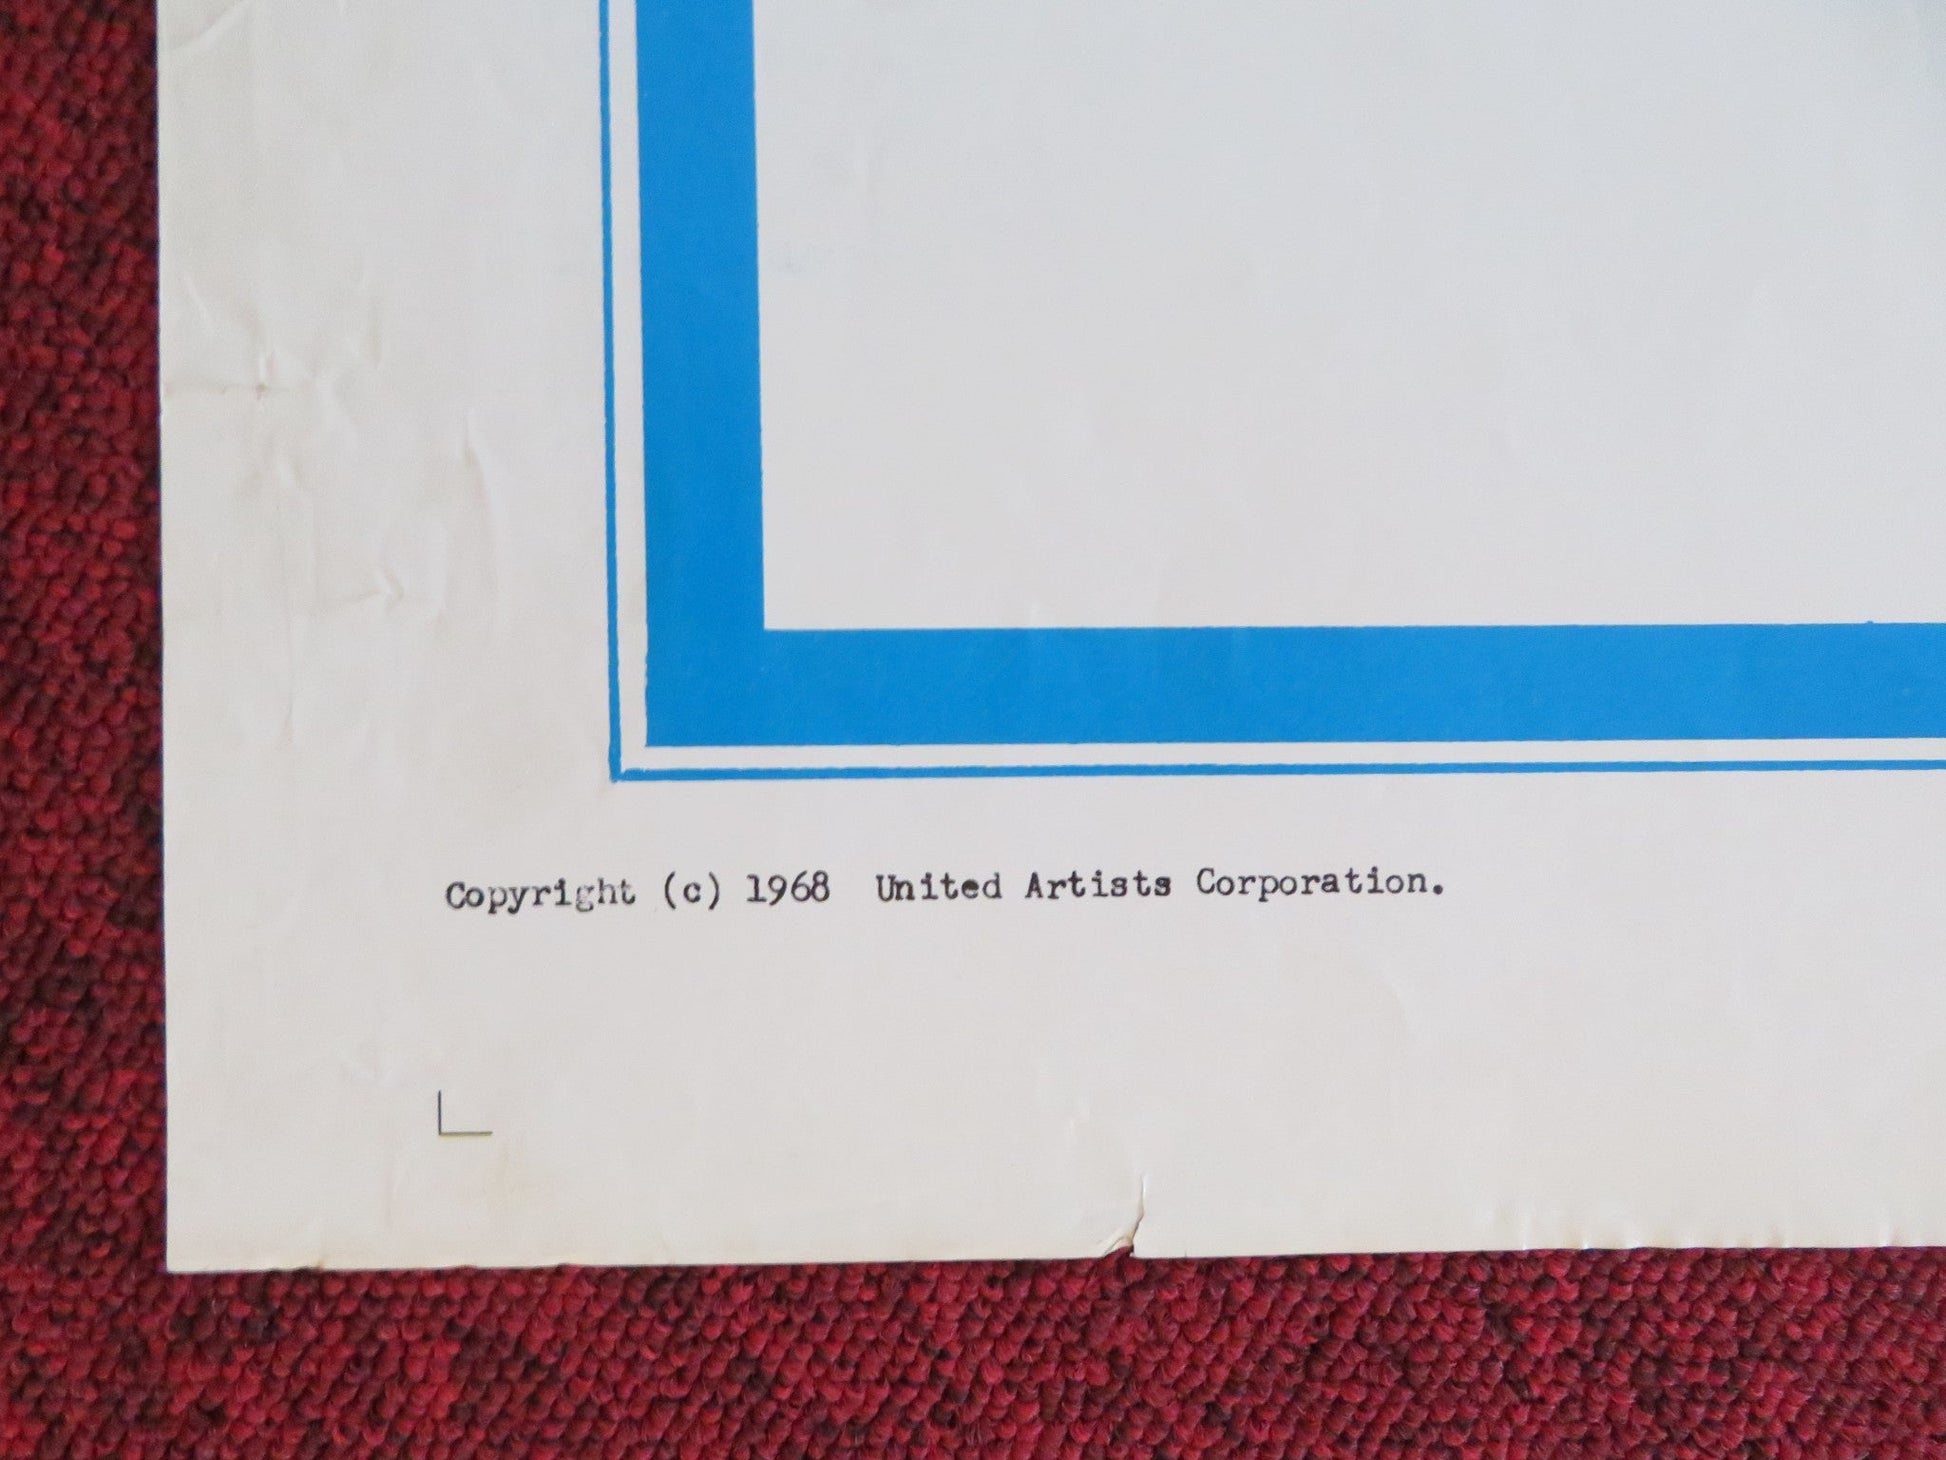 Copyright (c) 1968  United Artists Corporation.